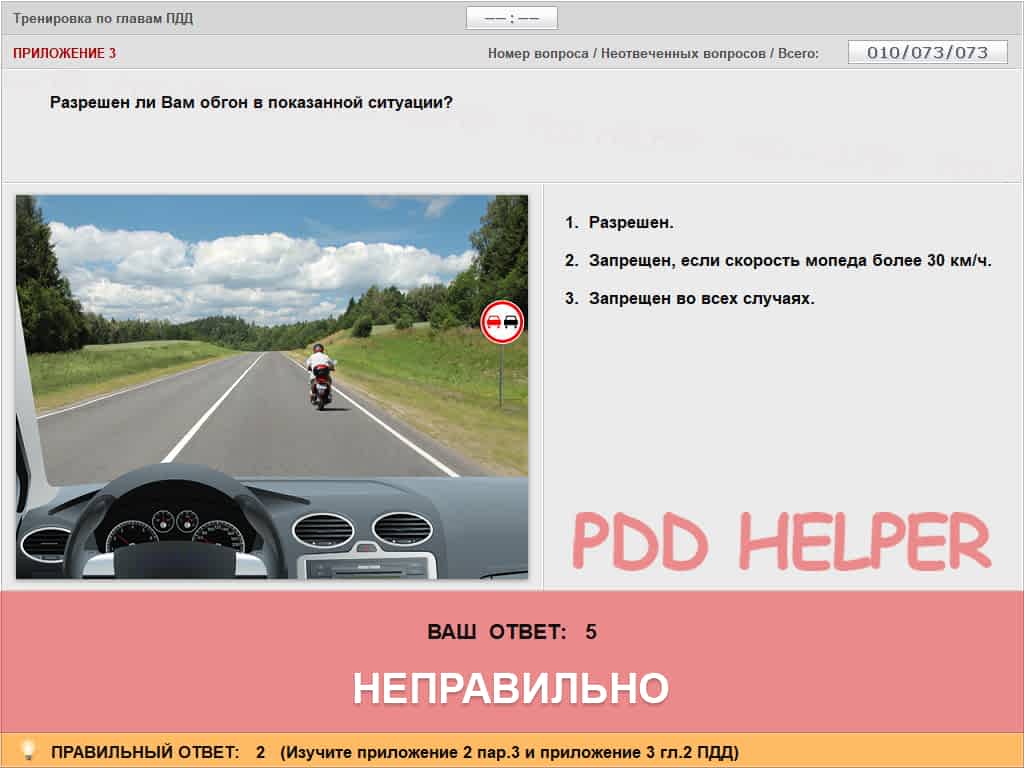 Тренировка по главам ПДД
—— : ——
ПРИЛОЖЕНИЕ 3
Номер вопроса / Неотвеченных вопросов / Всего:
010/073/073
Разрешен ли Вам обгон в показанной ситуации?
1. Разрешен.
2. Запрещен, если скорость мопеда более 30 км/ч.
3. Запрещен во всех случаях.
PDD HELPER
ВАШ ОТВЕТ: 5
НЕПРАВИЛЬНО
ПРАВИЛЬНЫЙ ОТВЕТ: 2 (Изучите приложение 2 пар.3 и приложение 3 гл.2 ПДД)